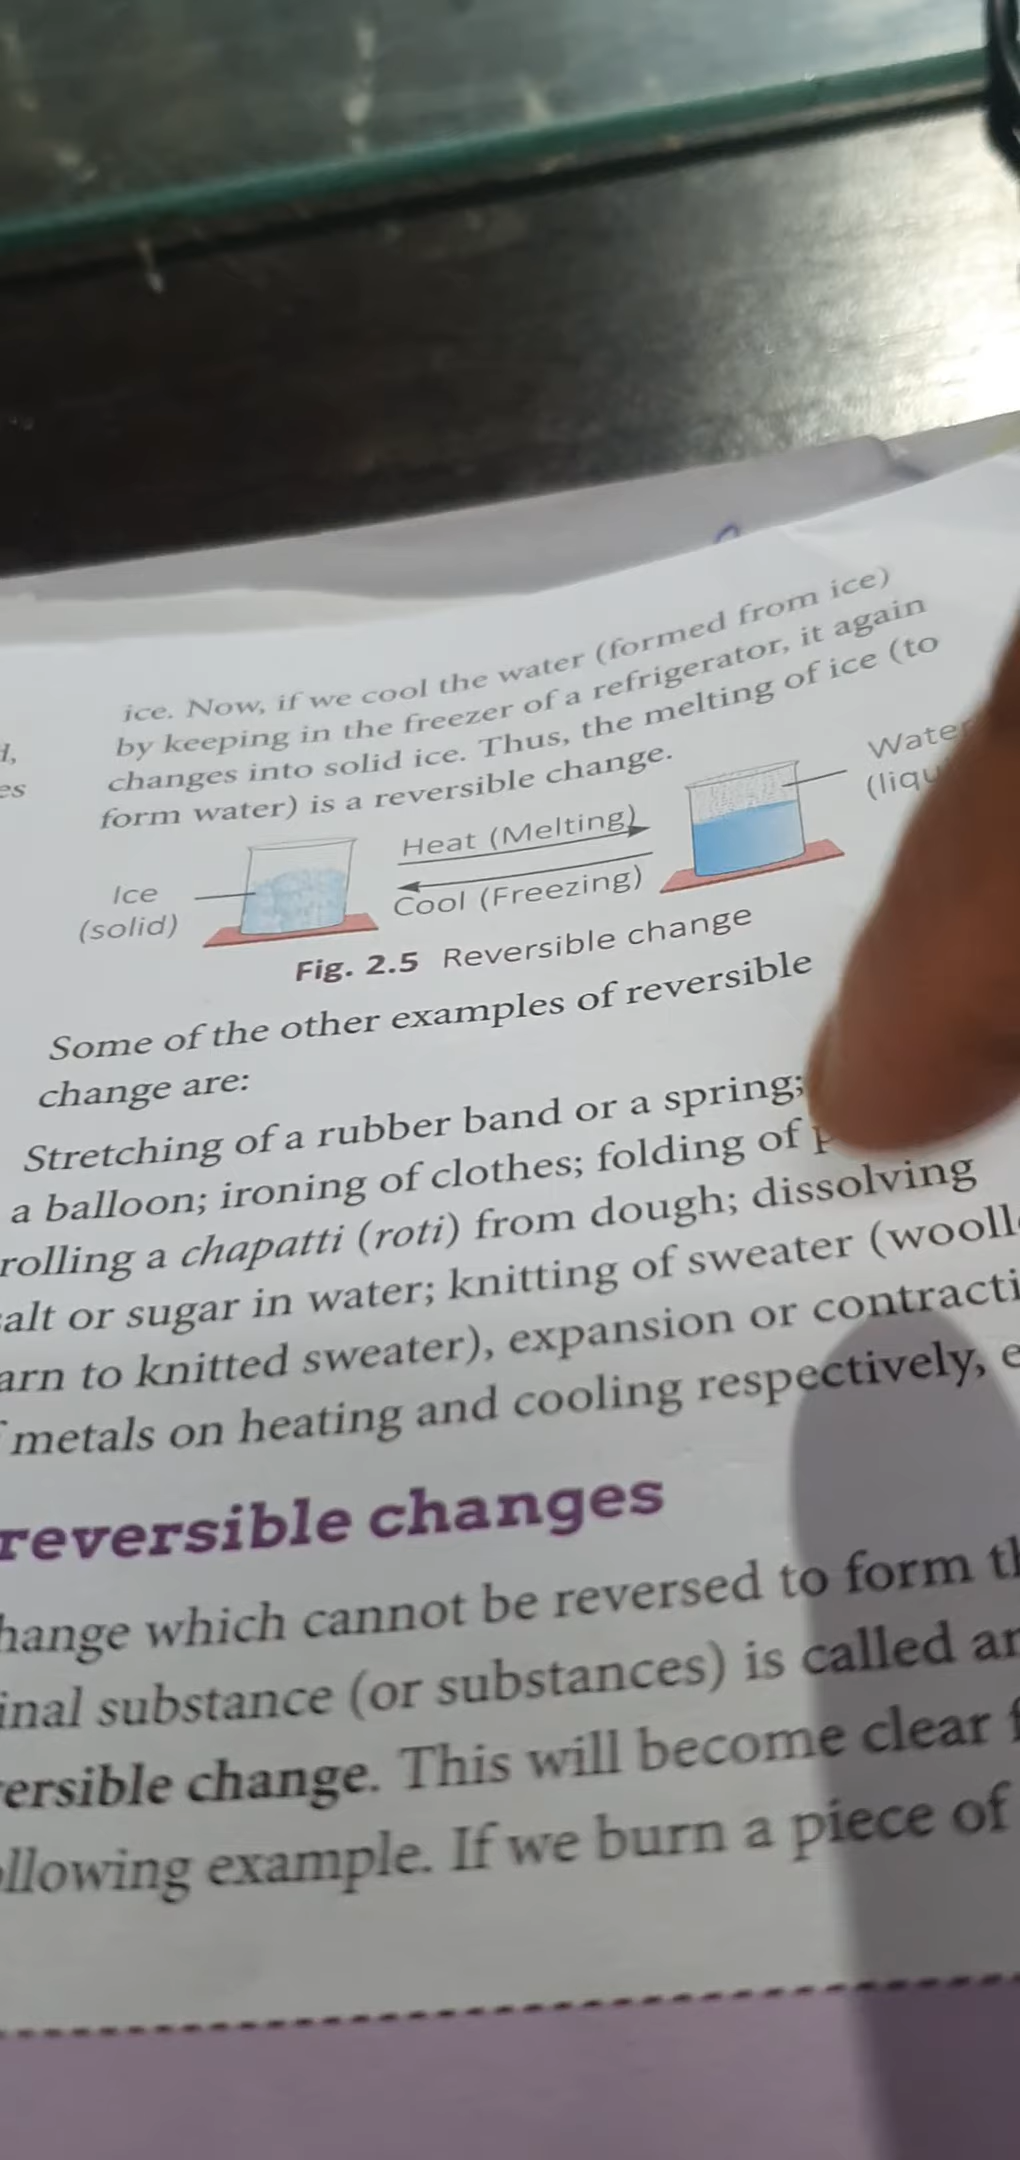 d,
es
ice. Now, if we cool the water (formed from ice)
by keeping in the freezer of a refrigerator, it again
changes into solid ice. Thus, the melting of ice (to
form water) is a reversible change.
Ice
(solid)
Heat (Melting)
Cool (Freezing)
Water
(liqu
Fig. 2.5 Reversible change
Some of the other examples of reversible
change are:
Stretching of a rubber band or a spring;
a balloon; ironing of clothes; folding of
rolling a chapatti (roti) from dough; dissolving
salt or sugar in water; knitting of sweater (wooll
arn to knitted sweater), expansion or contracti
metals on heating and cooling respectively, e
reversible changes
hange which cannot be reversed to form th
inal substance (or substances) is called an
ersible change. This will become clear f
ollowing example. If we burn a piece of